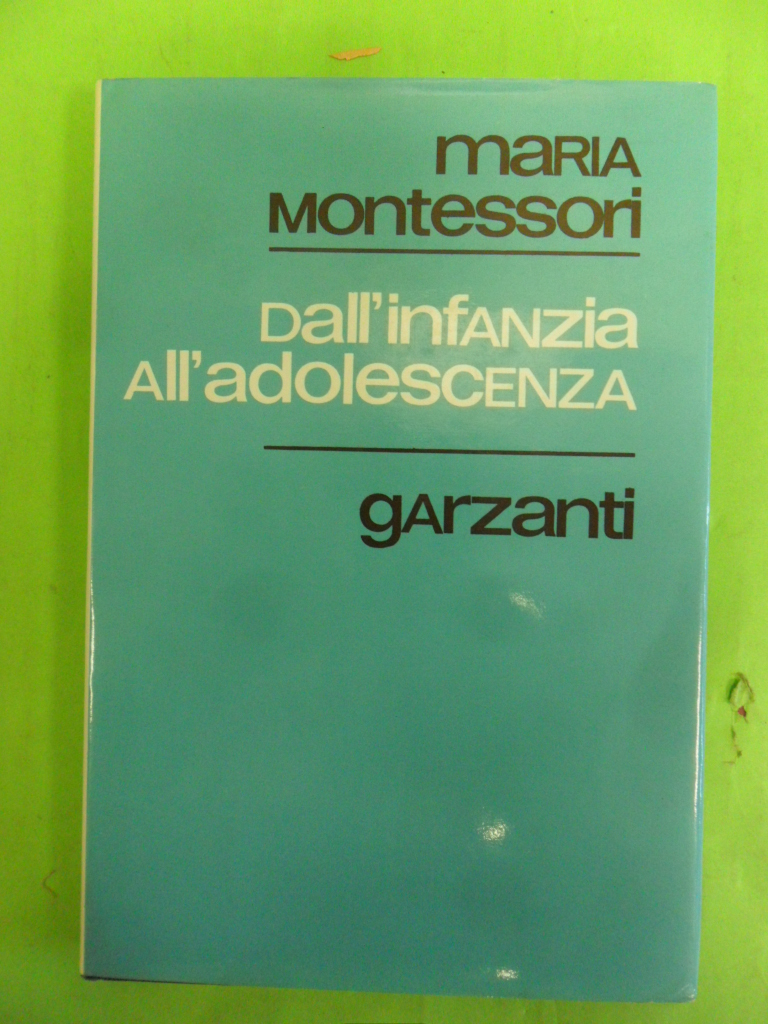 maRIA
Montessori
Dall'infANZia
All'adolesCENZA
gArzanti